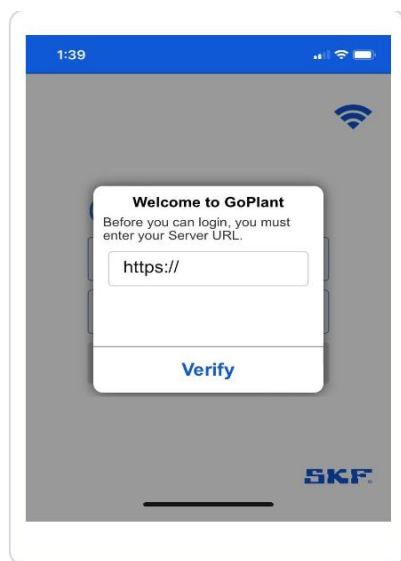 1:39
Welcome to GoPlant
Before you can login, you must
enter your Server URL.
https://
Verify
SKF